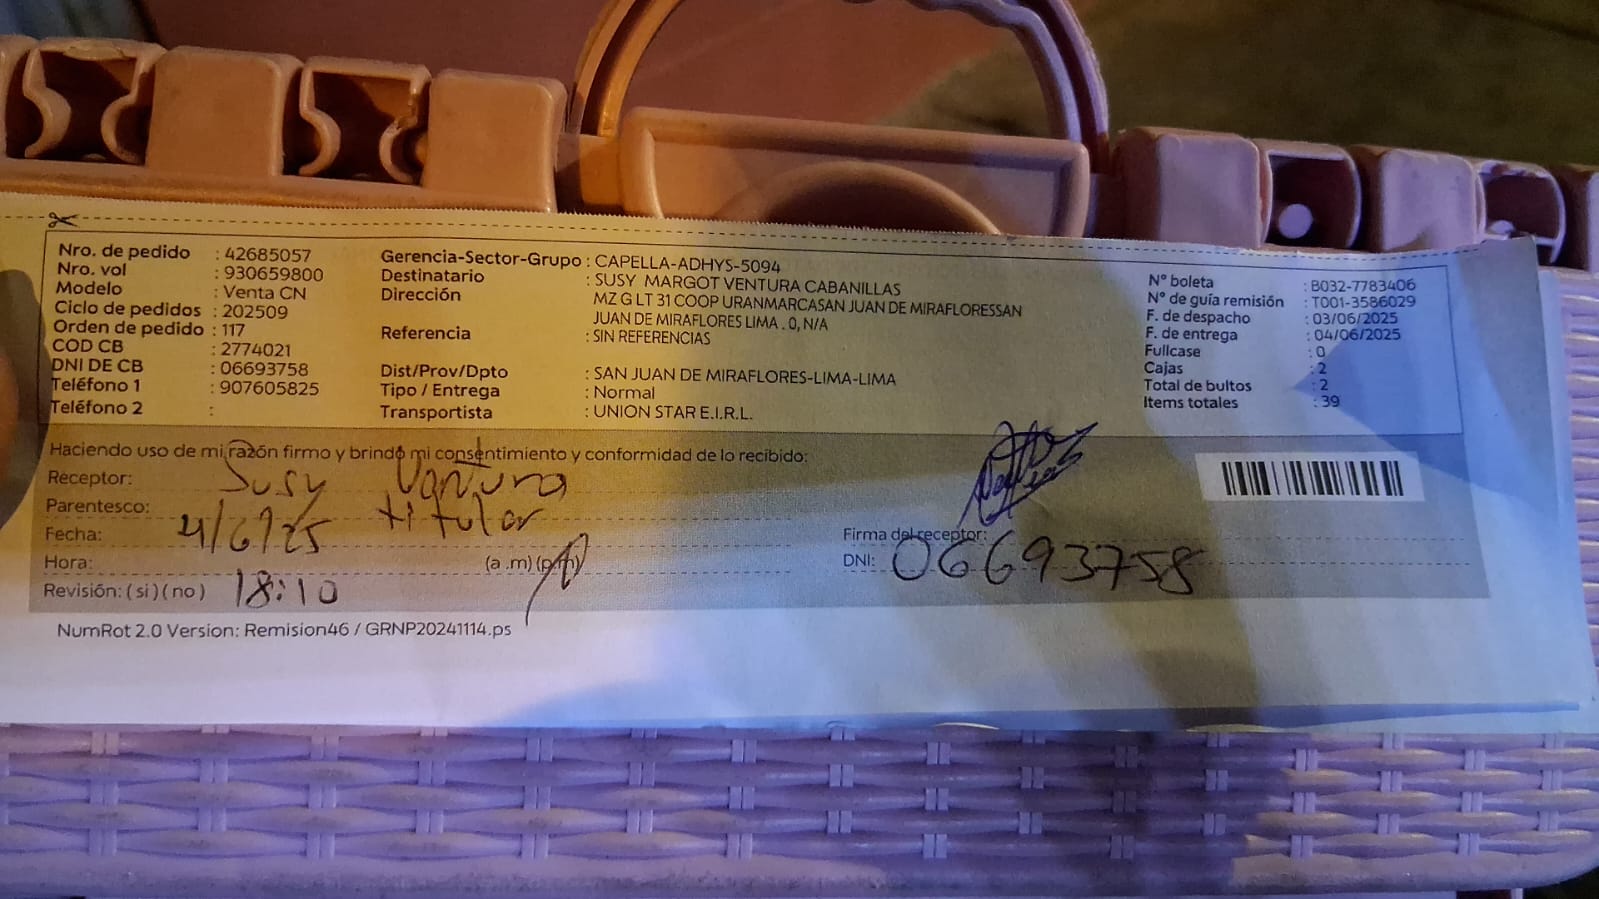 Nro. de pedido : 42685057
Nro. vol : 930659800
Modelo : Venta CN
Ciclo de pedidos : 202509
Orden de pedido : 117
COD CB : 2774021
DNI DE CB : 06693758
Teléfono 1 : 907605825
Teléfono 2 :
Gerencia-Sector-Grupo : CAPELLA-ADHYS-5094
Destinatario : SUSY MARGOT VENTURA CABANILLAS
Dirección : MZ G LT 31 COOP URANMARCASAN JUAN DE MIRAFLORESSAN
JUAN DE MIRAFLORES LIMA . 0, N/A
Referencia : SIN REFERENCIAS
Dist/Prov/Dpto : SAN JUAN DE MIRAFLORES-LIMA-LIMA
Tipo / Entrega : Normal
Transportista : UNION STAR E.I.R.L.
N° boleta : B032-7783406
N° de guía remisión : T001-3586029
F. de despacho : 03/06/2025
F. de entrega : 04/06/2025
Fullcase : 0
Cajas : 2
Total de bultos : 2
Items totales : 39
Haciendo uso de mi razón firmo y brindo mi consentimiento y conformidad de lo recibido:
Receptor: Susy Ventura
Parentesco: titular
Fecha: 4/6/25
Hora: 18:10 (a .m) (p.m)
Revisión: ( si ) ( no )
Firma del receptor:
DNI: 06693758
NumRot 2.0 Version: Remision46 / GRNP20241114.ps